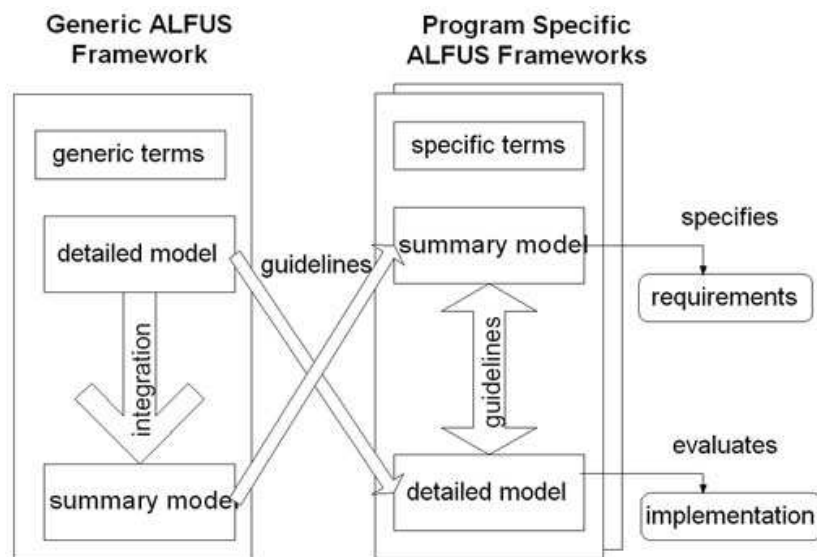 Generic ALFUS
Framework
Program Specific
ALFUS Frameworks
generic terms
detailed model
integration
summary model
guidelines
specific terms
summary model
guidelines
detailed model
specifies
requirements
evaluates
implementation